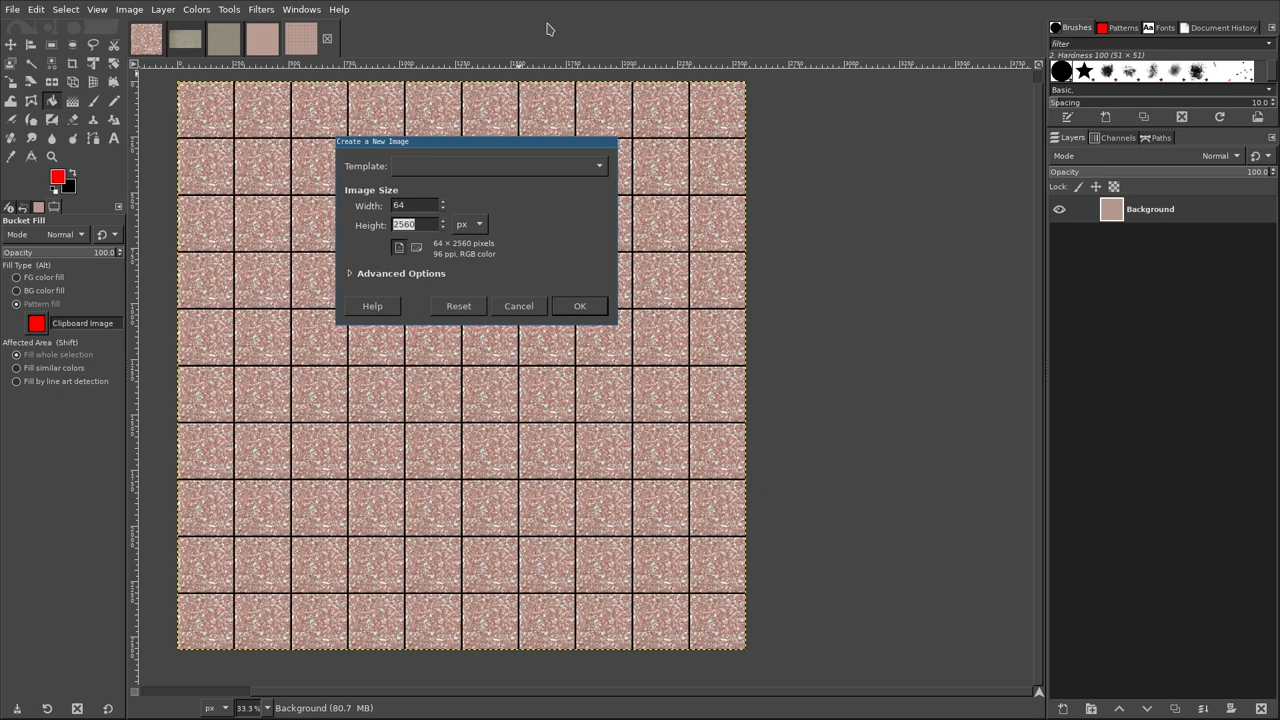 File Edit Select View Image Layer Colors Tools Filters Windows Help
Brushes Patterns Aa Fonts Document History
filter
2. Hardness 100 (51 × 51)
Basic,
Spacing 10.0
Layers Channels Paths
Mode Normal
Opacity 100.0
Lock:
Background
Bucket Fill
Mode Normal
Opacity 100.0
Fill Type (Alt)
FG color fill
BG color fill
Pattern fill
Clipboard Image
Affected Area (Shift)
Fill whole selection
Fill similar colors
Fill by line art detection
Create a New Image
Template:
Image Size
Width: 64
Height: 2560 px
64 × 2560 pixels
96 ppi, RGB color
Advanced Options
Help Reset Cancel OK
px 33.3% Background (80.7 MB)